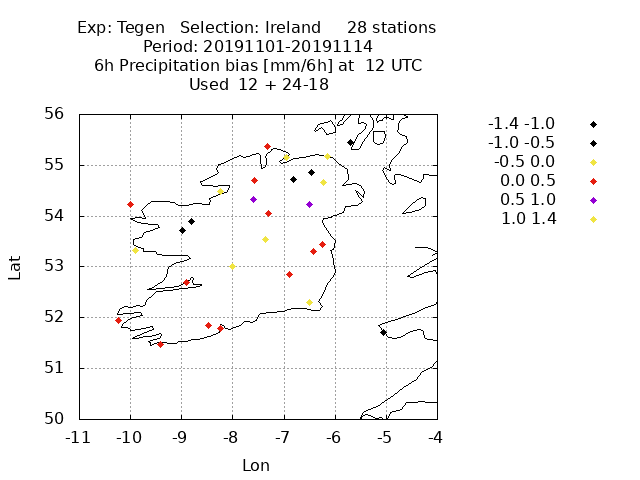 Exp: Tegen   Selection: Ireland     28 stations
Period: 20191101-20191114
6h Precipitation bias [mm/6h] at  12 UTC
Used  12 + 24-18
-1.4 -1.0
-1.0 -0.5
-0.5 0.0
0.0 0.5
0.5 1.0
1.0 1.4
56
55
54
53
52
51
50
Lat
-11 -10 -9 -8 -7 -6 -5 -4
Lon